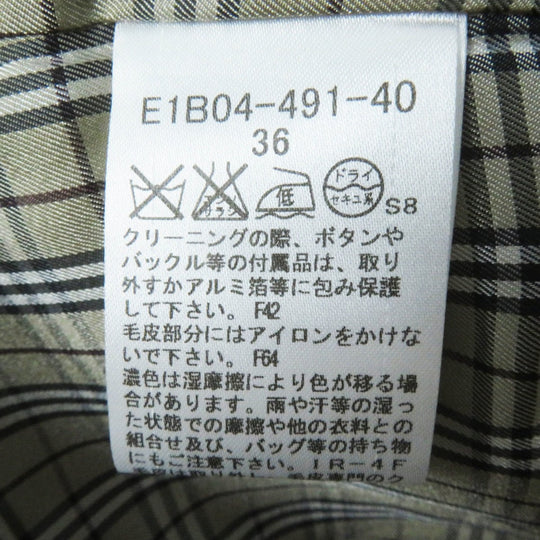 E1B04-491-40
36
低
ドライ
セキユ系
S8
クリーニングの際、ボタンや
バックル等の付属品は、取り
外すかアルミ箔等に包み保護
して下さい。F42
毛皮部分にはアイロンをかけな
いで下さい。F64
濃色は湿摩擦により色が移る場
合があります。雨や汗等の湿っ
た状態での摩擦や他の衣料との
組合せ及び、バッグ等の持ち物
にもご注意下さい。IR-4F